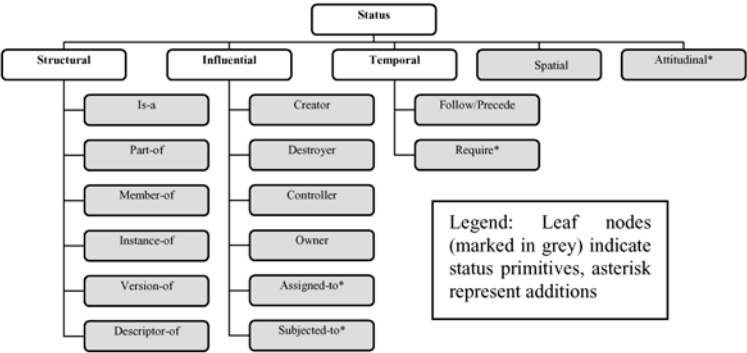 Status
Structural
Influential
Temporal
Spatial
Attitudinal*
Is-a
Part-of
Member-of
Instance-of
Version-of
Descriptor-of
Creator
Destroyer
Controller
Owner
Assigned-to*
Subjected-to*
Follow/Precede
Require*
Legend: Leaf nodes
(marked in grey) indicate
status primitives, asterisk
represent additions